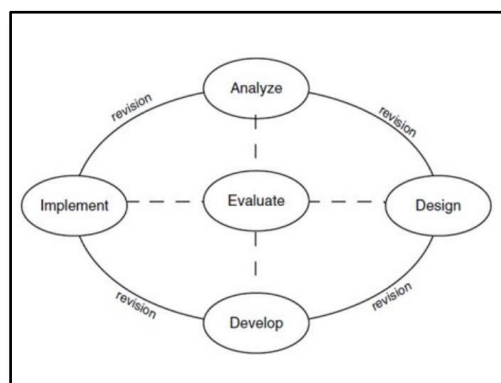 Analyze
revision
revision
Implement
Evaluate
Design
revision
revision
Develop